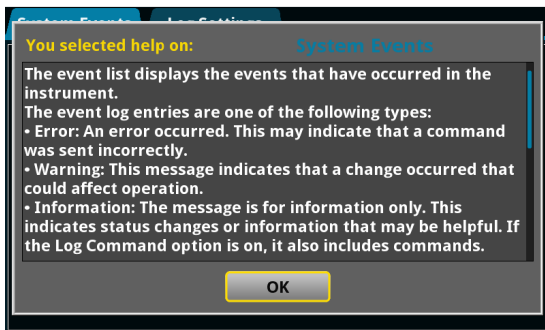 System Events Log Settings
You selected help on: System Events
The event list displays the events that have occurred in the
instrument.
The event log entries are one of the following types:
• Error: An error occurred. This may indicate that a command
was sent incorrectly.
• Warning: This message indicates that a change occurred that
could affect operation.
• Information: The message is for information only. This
indicates status changes or information that may be helpful. If
the Log Command option is on, it also includes commands.
OK